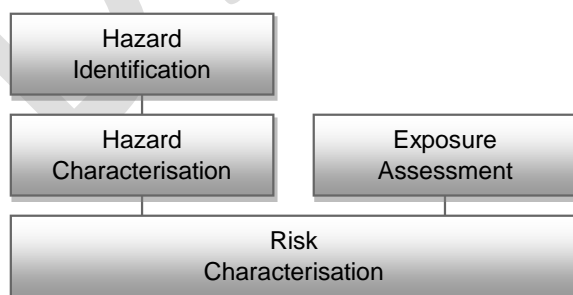 Hazard
Identification
Hazard
Characterisation
Exposure
Assessment
Risk
Characterisation